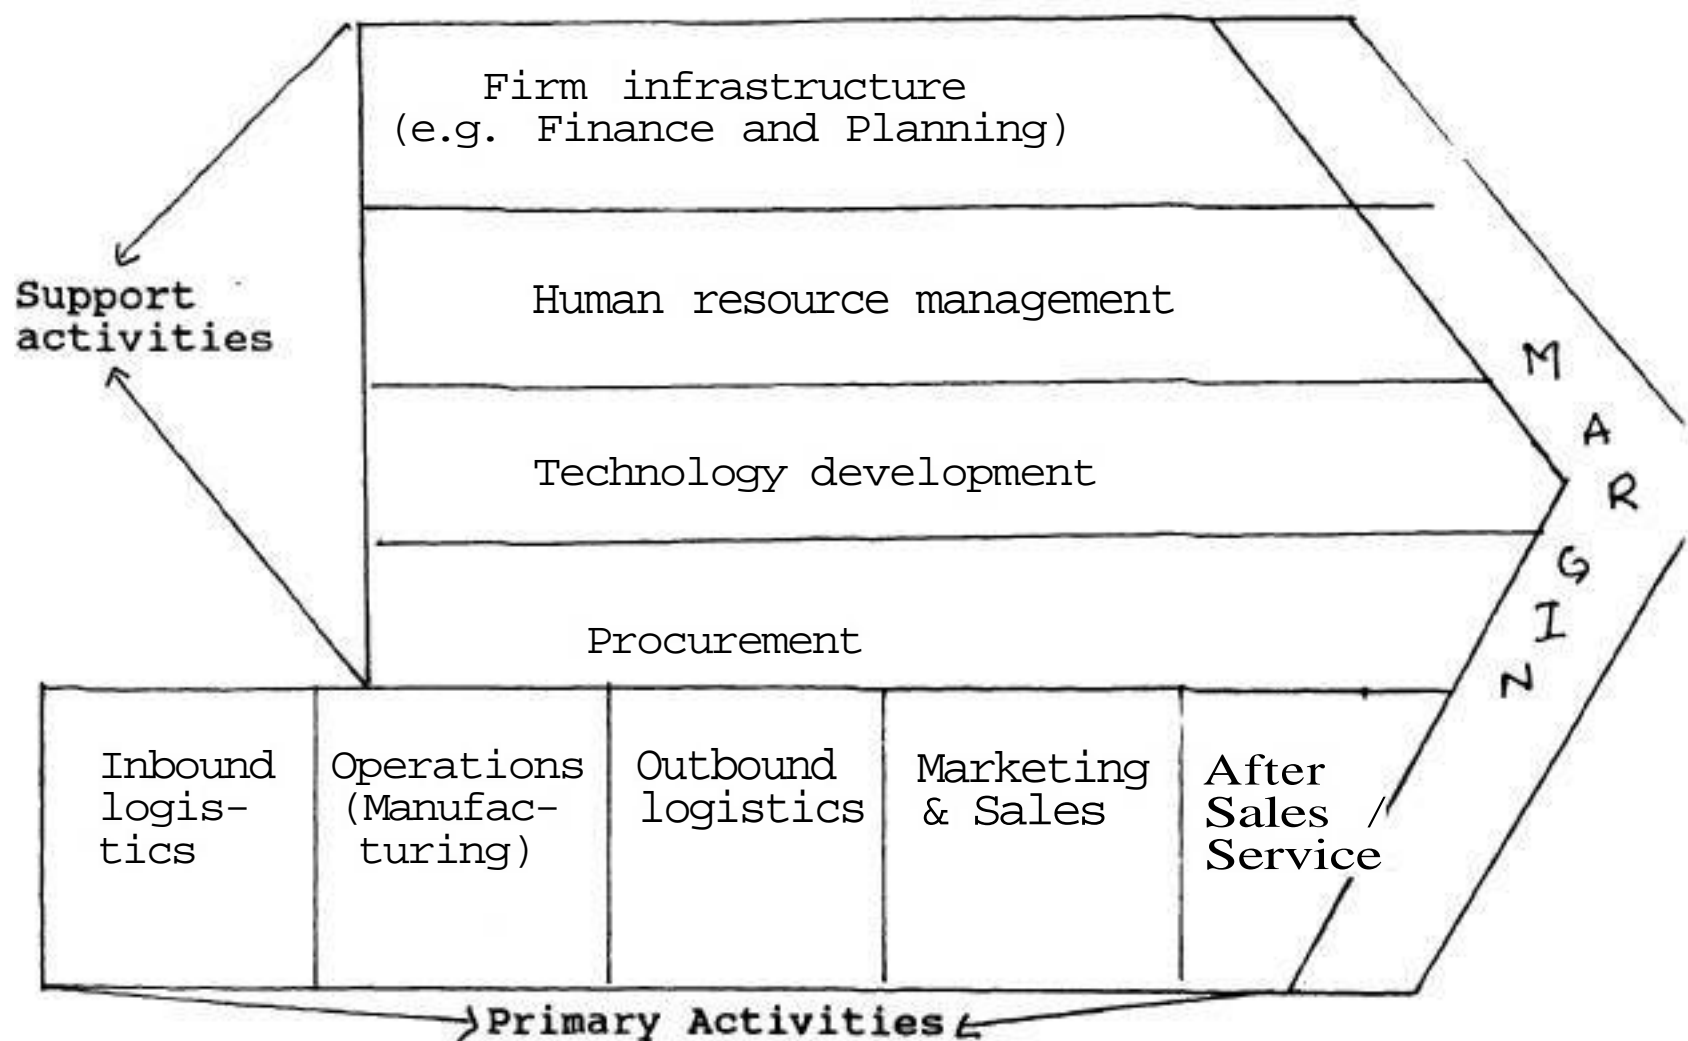 Firm infrastructure
(e.g. Finance and Planning)
Support
activities
Human resource management
Technology development
Procurement
M
A
R
G
I
N
Inbound
logis-
tics
Operations
(Manufac-
turing)
Outbound
logistics
Marketing
& Sales
After
Sales /
Service
Primary Activities